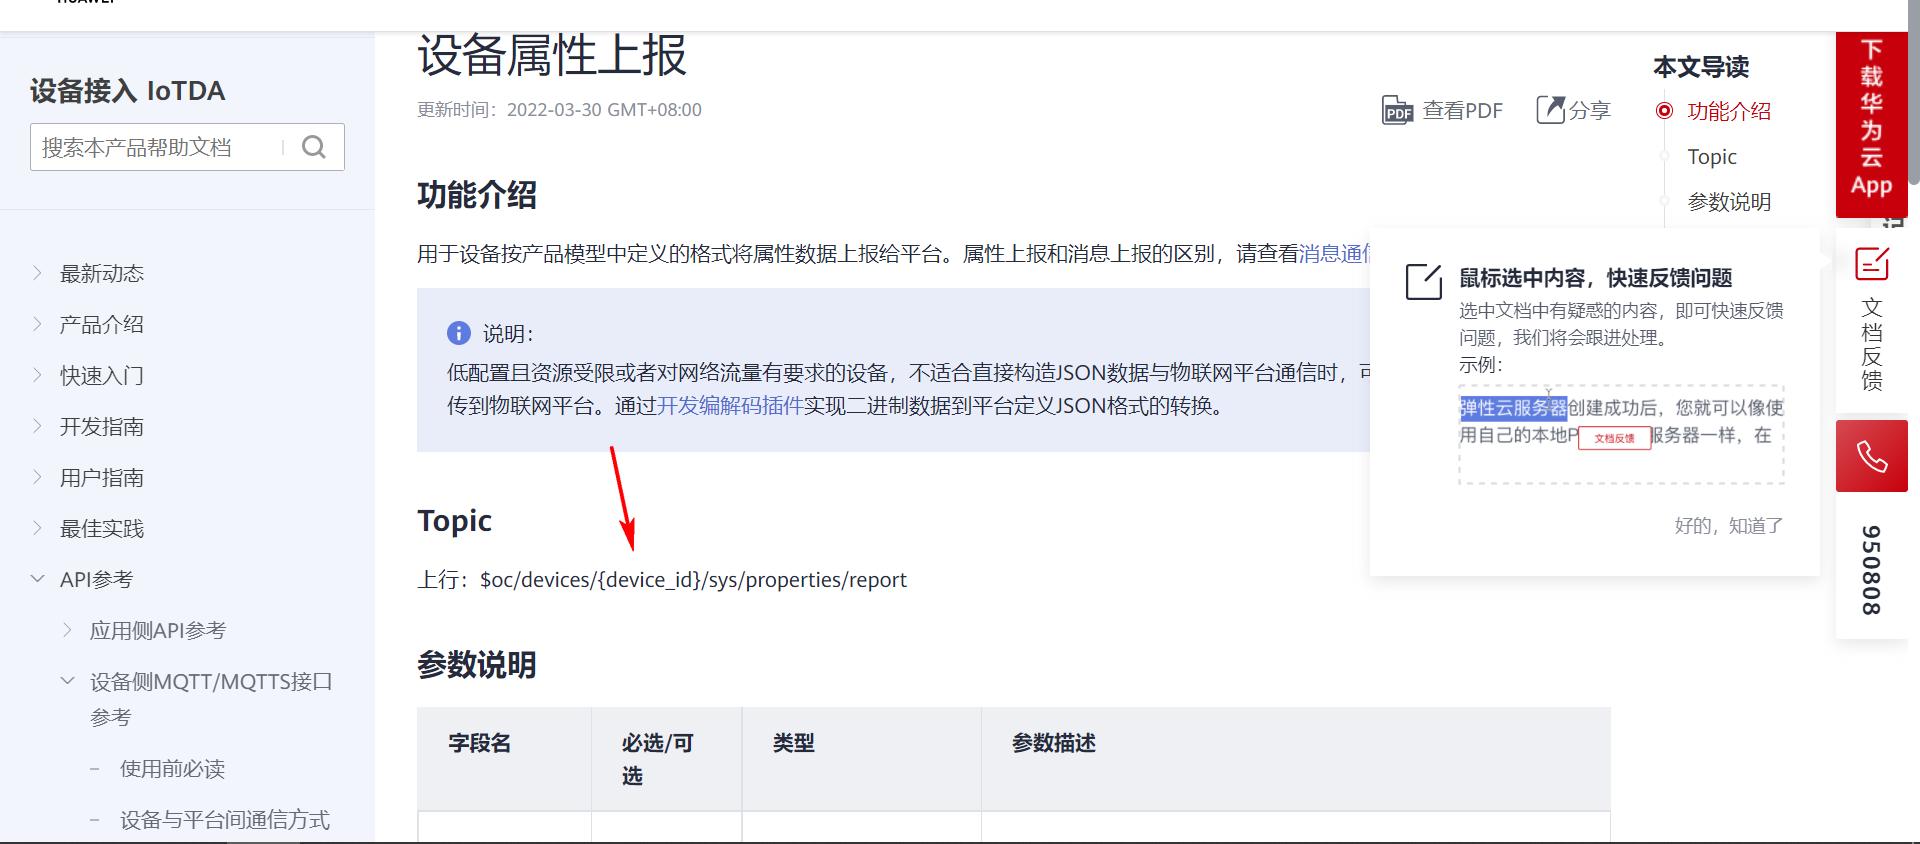 HUAWEI
设备接入 IoTDA
搜索本产品帮助文档
最新动态
产品介绍
快速入门
开发指南
用户指南
最佳实践
API参考
应用侧API参考
设备侧MQTT/MQTTS接口
参考
使用前必读
设备与平台间通信方式
设备属性上报
更新时间：2022-03-30 GMT+08:00
PDF 查看PDF
分享
功能介绍
用于设备按产品模型中定义的格式将属性数据上报给平台。属性上报和消息上报的区别，请查看消息通信
说明：
低配置且资源受限或者对网络流量有要求的设备，不适合直接构造JSON数据与物联网平台通信时，可
传到物联网平台。通过开发编解码插件实现二进制数据到平台定义JSON格式的转换。
Topic
上行：$oc/devices/{device_id}/sys/properties/report
参数说明
字段名
必选/可
选
类型
参数描述
本文导读
功能介绍
Topic
参数说明
鼠标选中内容，快速反馈问题
选中文档中有疑惑的内容，即可快速反馈
问题，我们将会跟进处理。
示例：
弹性云服务器创建成功后，您就可以像使
用自己的本地P 文档反馈 服务器一样，在
好的，知道了
下
载
华
为
云
App
文
档
反
馈
950808